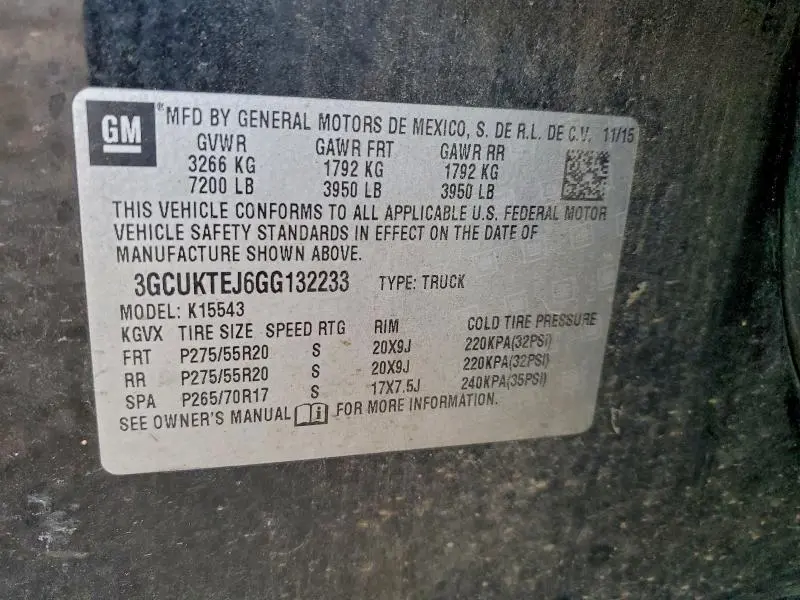 GM
® MFD BY GENERAL MOTORS DE MEXICO, S. DE R.L. DE C.V. 11/15
GVWR GAWR FRT GAWR RR
3266 KG 1792 KG 1792 KG
7200 LB 3950 LB 3950 LB
THIS VEHICLE CONFORMS TO ALL APPLICABLE U.S. FEDERAL MOTOR
VEHICLE SAFETY STANDARDS IN EFFECT ON THE DATE OF
MANUFACTURE SHOWN ABOVE.
3GCUKTEJ6GG132233 TYPE: TRUCK
MODEL: K15543
KGVX TIRE SIZE SPEED RTG RIM COLD TIRE PRESSURE
FRT P275/55R20 S 20X9J 220KPA(32PSI)
RR P275/55R20 S 20X9J 220KPA(32PSI)
SPA P265/70R17 S 17X7.5J 240KPA(35PSI)
SEE OWNER'S MANUAL i FOR MORE INFORMATION.